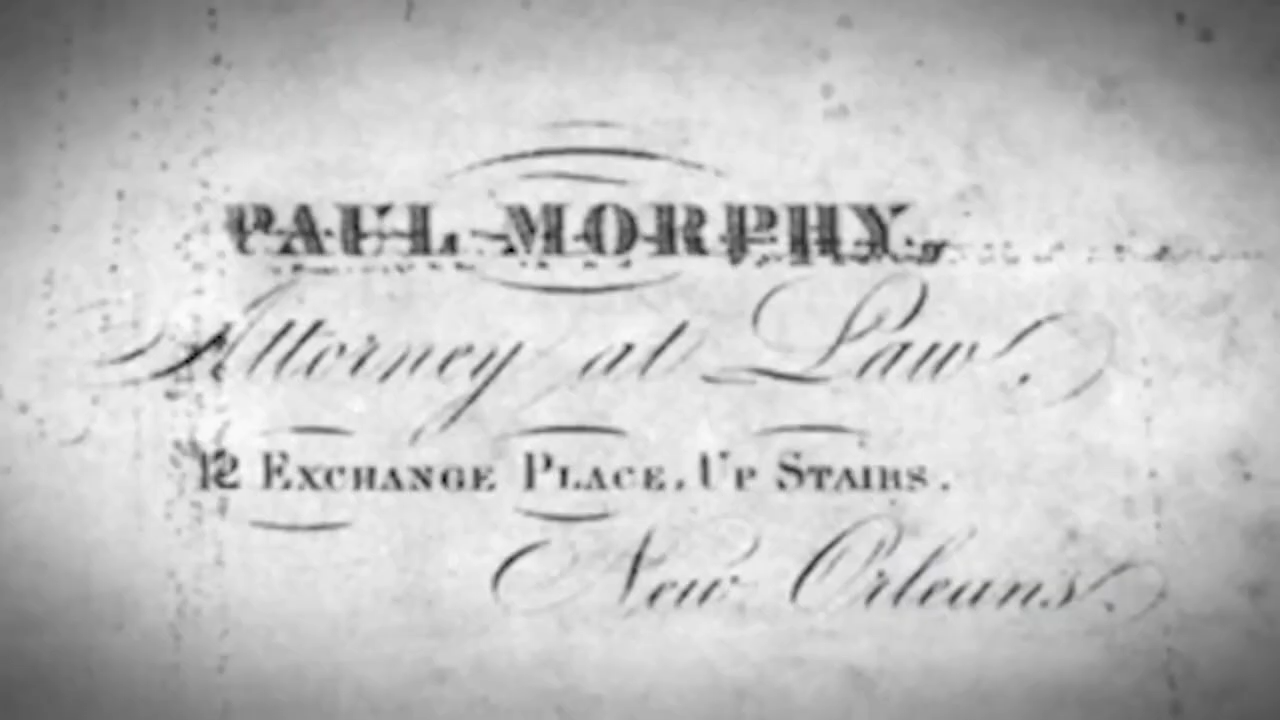 PAUL MORPHY,
Attorney at Law.
12 EXCHANGE PLACE, UP STAIRS.
New Orleans.